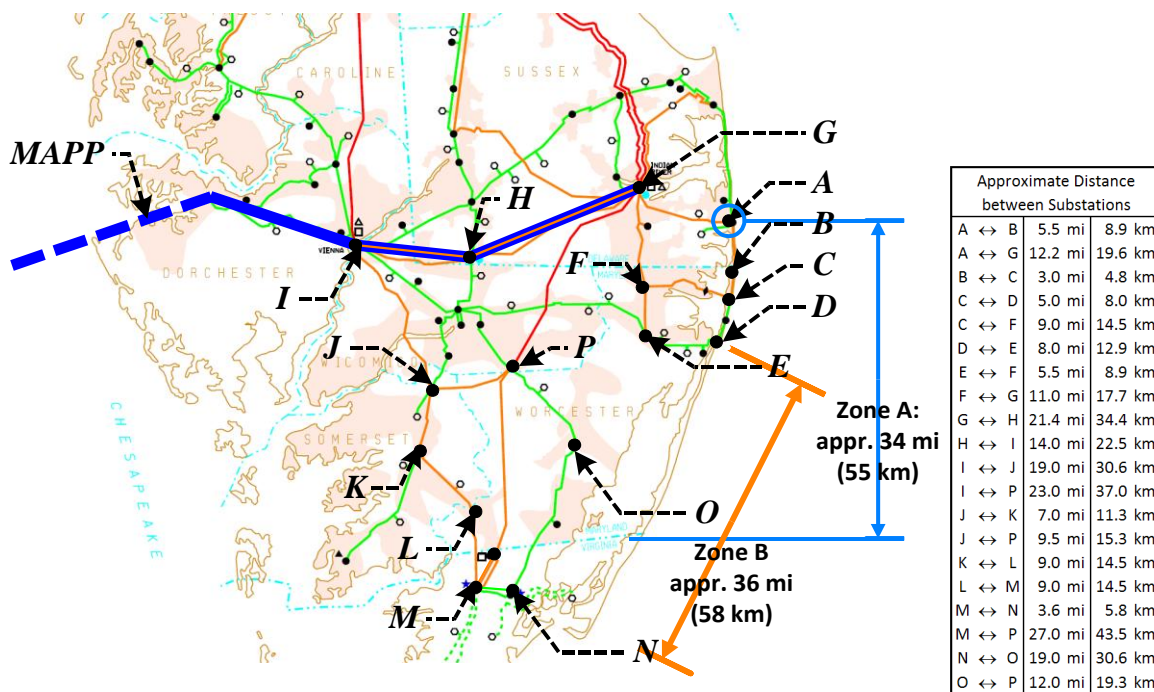 CAROLINE
SUSSEX
MAPP
G
INDIAN
RIVER
A
H
B
VIENNA
DORCHESTER
DELAWARE
MARYLAND
F
C
I
D
J
P
E
WICOMICO
WORCESTER
CHESAPEAKE
SOMERSET
Zone A:
appr. 34 mi
(55 km)
K
O
L
MARYLAND
VIRGINIA
Zone B
appr. 36 mi
(58 km)
M
N
Approximate Distance
between Substations
A ↔ B 5.5 mi 8.9 km
A ↔ G 12.2 mi 19.6 km
B ↔ C 3.0 mi 4.8 km
C ↔ D 5.0 mi 8.0 km
C ↔ F 9.0 mi 14.5 km
D ↔ E 8.0 mi 12.9 km
E ↔ F 5.5 mi 8.9 km
F ↔ G 11.0 mi 17.7 km
G ↔ H 21.4 mi 34.4 km
H ↔ I 14.0 mi 22.5 km
I ↔ J 19.0 mi 30.6 km
I ↔ P 23.0 mi 37.0 km
J ↔ K 7.0 mi 11.3 km
J ↔ P 9.5 mi 15.3 km
K ↔ L 9.0 mi 14.5 km
L ↔ M 9.0 mi 14.5 km
M ↔ N 3.6 mi 5.8 km
M ↔ P 27.0 mi 43.5 km
N ↔ O 19.0 mi 30.6 km
O ↔ P 12.0 mi 19.3 km